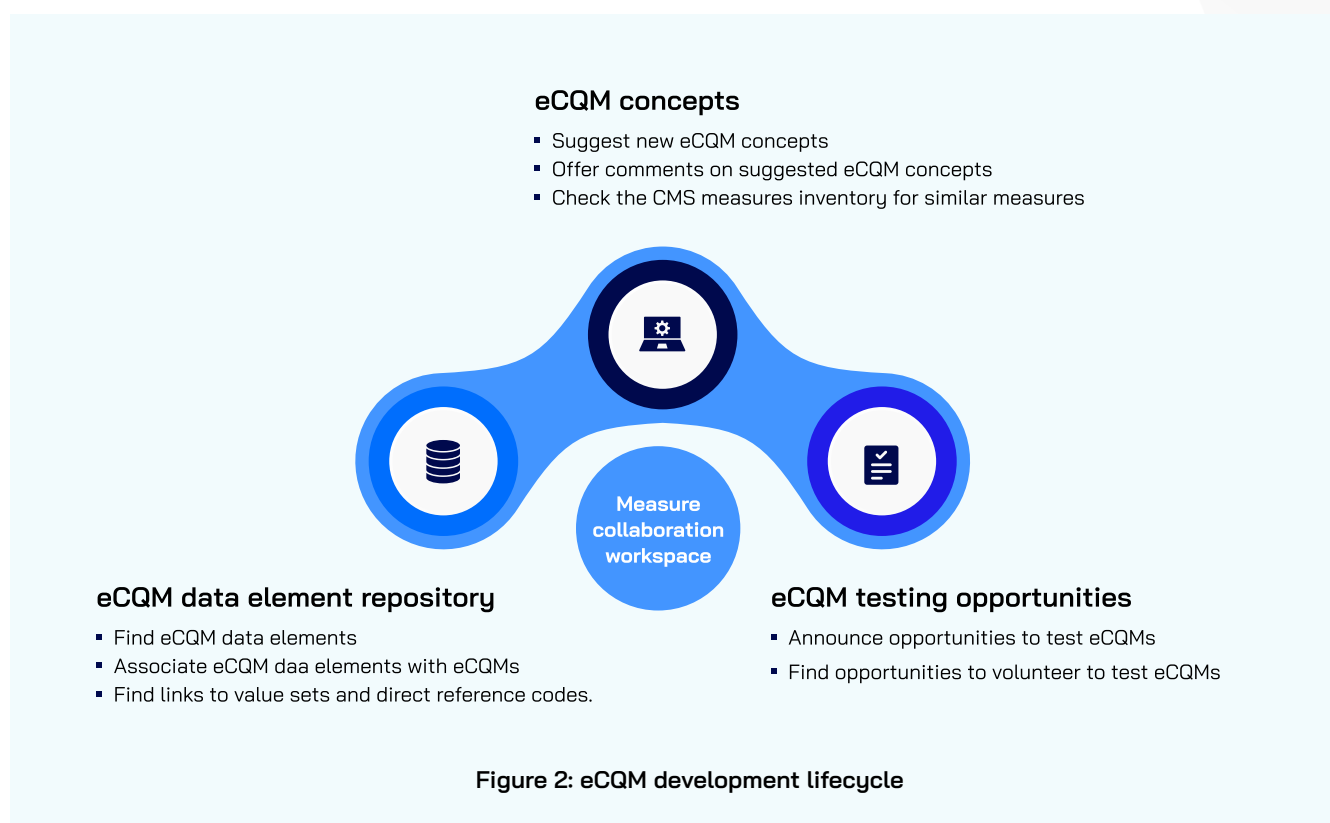 eCQM concepts
Suggest new eCQM concepts
Offer comments on suggested eCQM concepts
Check the CMS measures inventory for similar measures
Measure
collaboration
workspace
eCQM data element repository
Find eCQM data elements
Associate eCQM daa elements with eCQMs
Find links to value sets and direct reference codes.
eCQM testing opportunities
Announce opportunities to test eCQMs
Find opportunities to volunteer to test eCQMs
Figure 2: eCQM development lifecycle